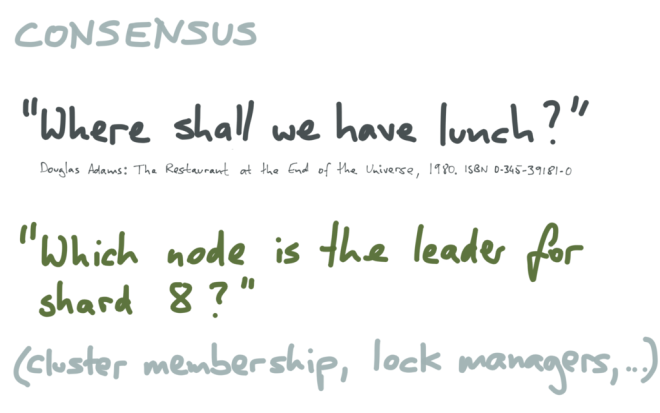 CONSENSUS
"Where shall we have lunch?"
Douglas Adams: The Restaurant at the End of the Universe, 1980. ISBN 0-345-39181-0
"Which node is the leader for
shard 8?"
(cluster membership, lock managers,...)